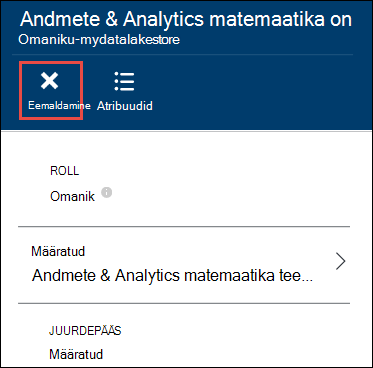 Andmete & Analytics matemaatika on
Omaniku-mydatalakestore
Eemaldamine Atribuudid
ROLL
Omanik
Määratud
Andmete & Analytics matemaatika tee...
JUURDEPÄÄS
Määratud